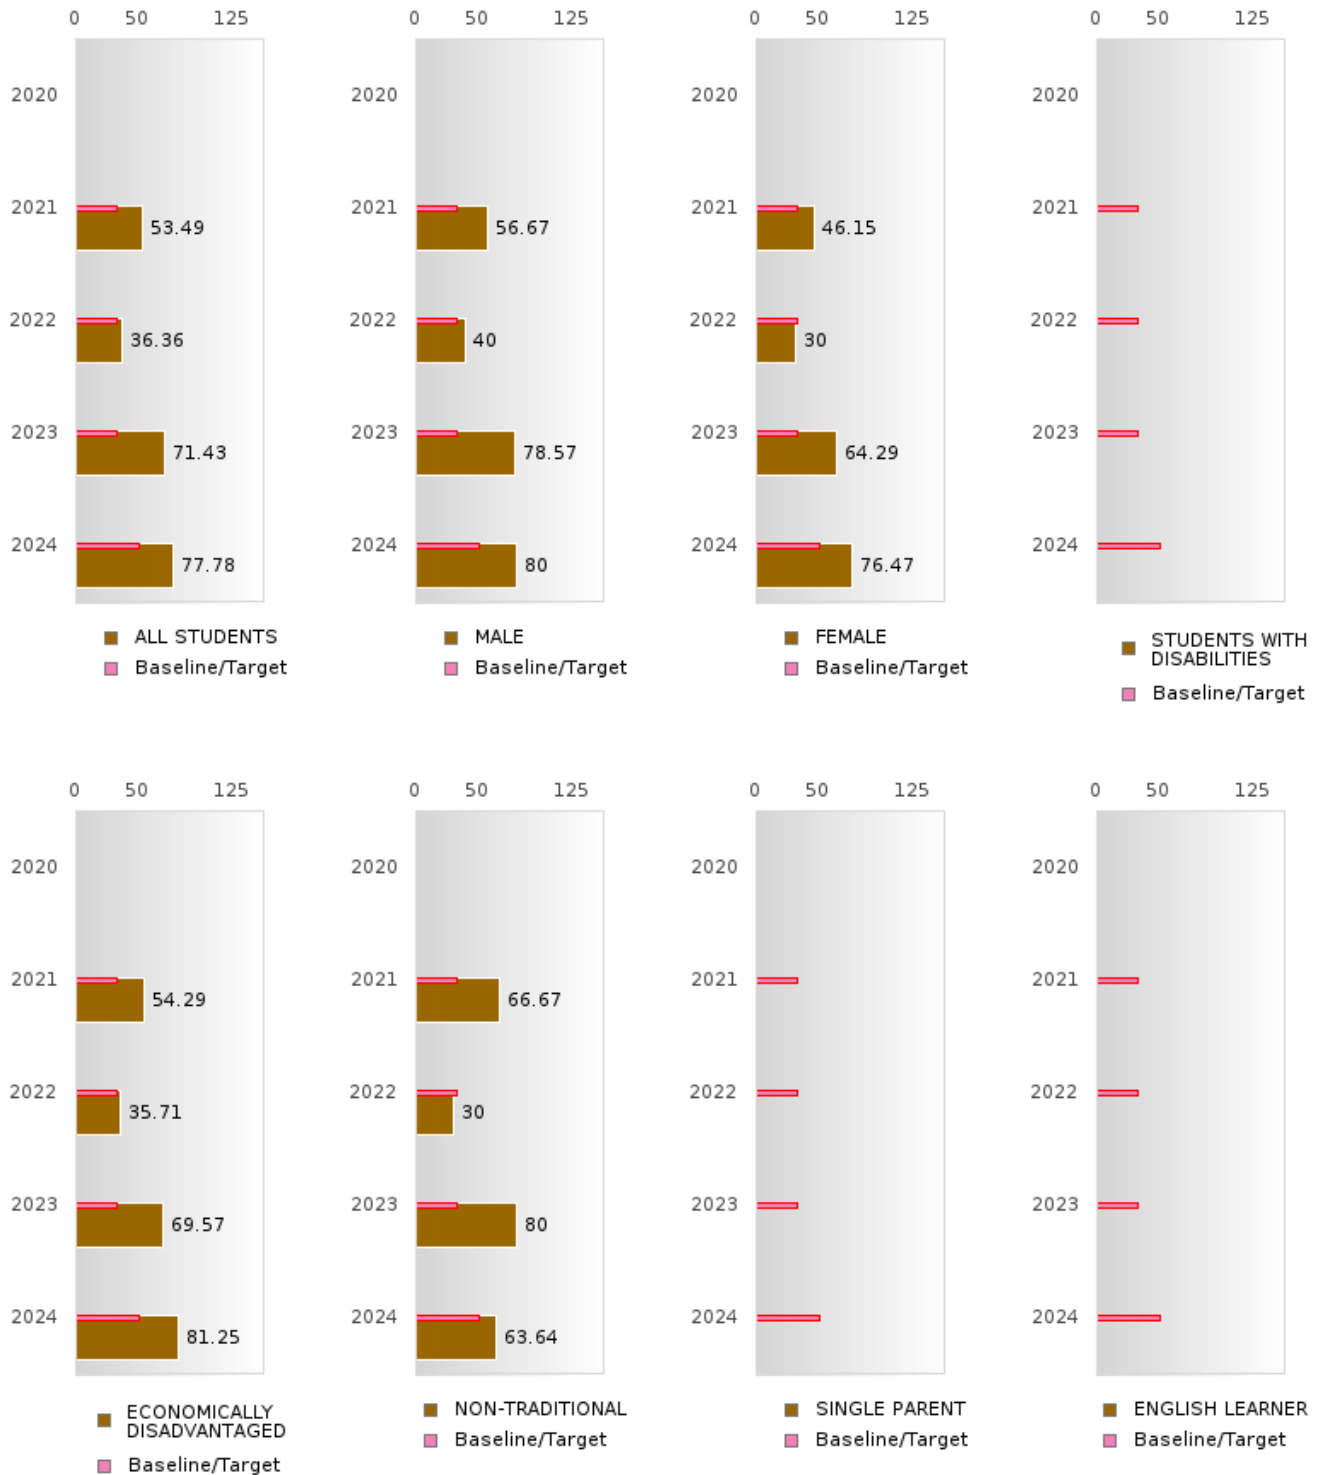 0 50 125
2020
2021
53.49
2022
36.36
2023
71.43
2024
77.78
ALL STUDENTS
Baseline/Target
0 50 125
2020
2021
56.67
2022
40
2023
78.57
2024
80
MALE
Baseline/Target
0 50 125
2020
2021
46.15
2022
30
2023
64.29
2024
76.47
FEMALE
Baseline/Target
0 50 125
2020
2021
2022
2023
2024
STUDENTS WITH
DISABILITIES
Baseline/Target
0 50 125
2020
2021
54.29
2022
35.71
2023
69.57
2024
81.25
ECONOMICALLY
DISADVANTAGED
Baseline/Target
0 50 125
2020
2021
66.67
2022
30
2023
80
2024
63.64
NON-TRADITIONAL
Baseline/Target
0 50 125
2020
2021
2022
2023
2024
SINGLE PARENT
Baseline/Target
0 50 125
2020
2021
2022
2023
2024
ENGLISH LEARNER
Baseline/Target